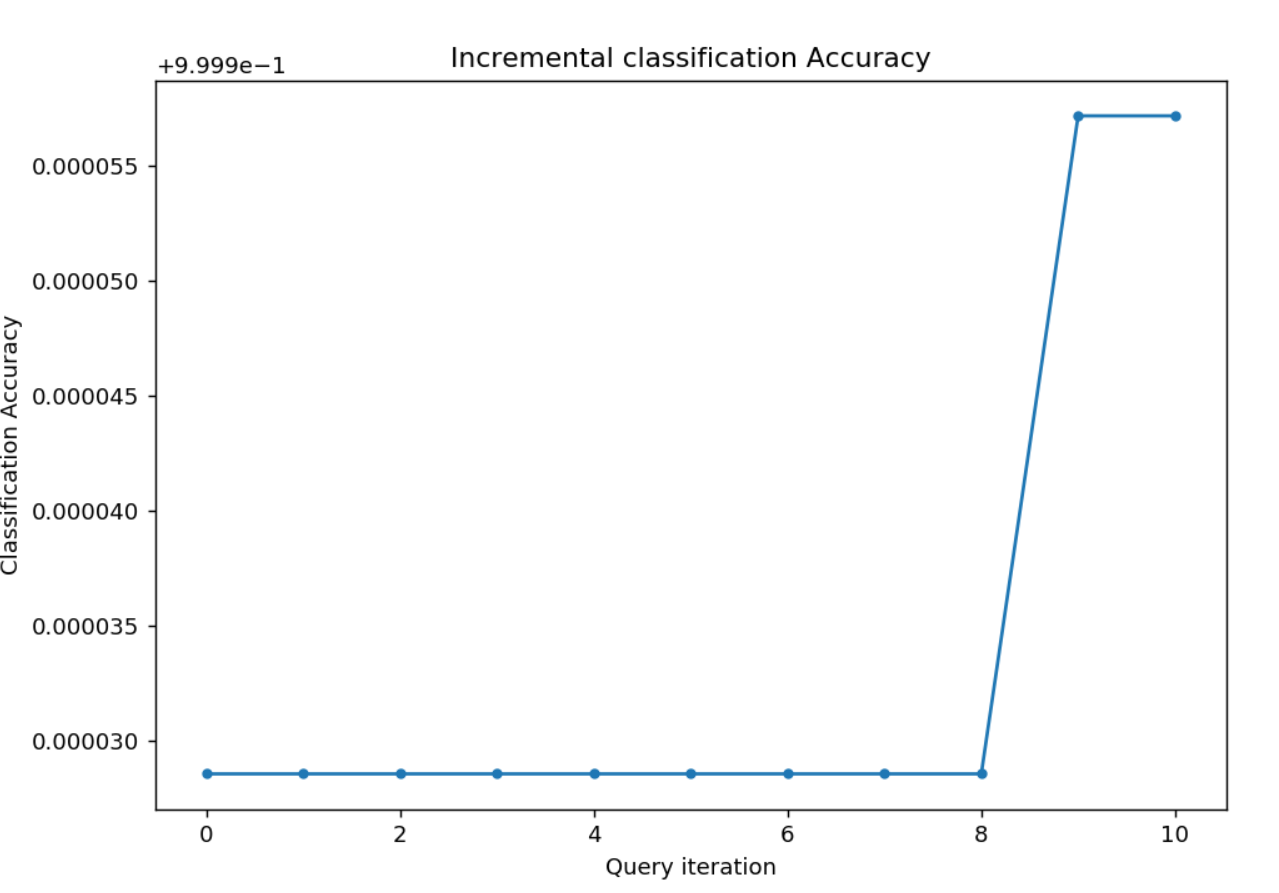 Incremental classification Accuracy
+9.999e−1
0.000055
0.000050
0.000045
0.000040
0.000035
0.000030
Classification Accuracy
0 2 4 6 8 10
Query iteration